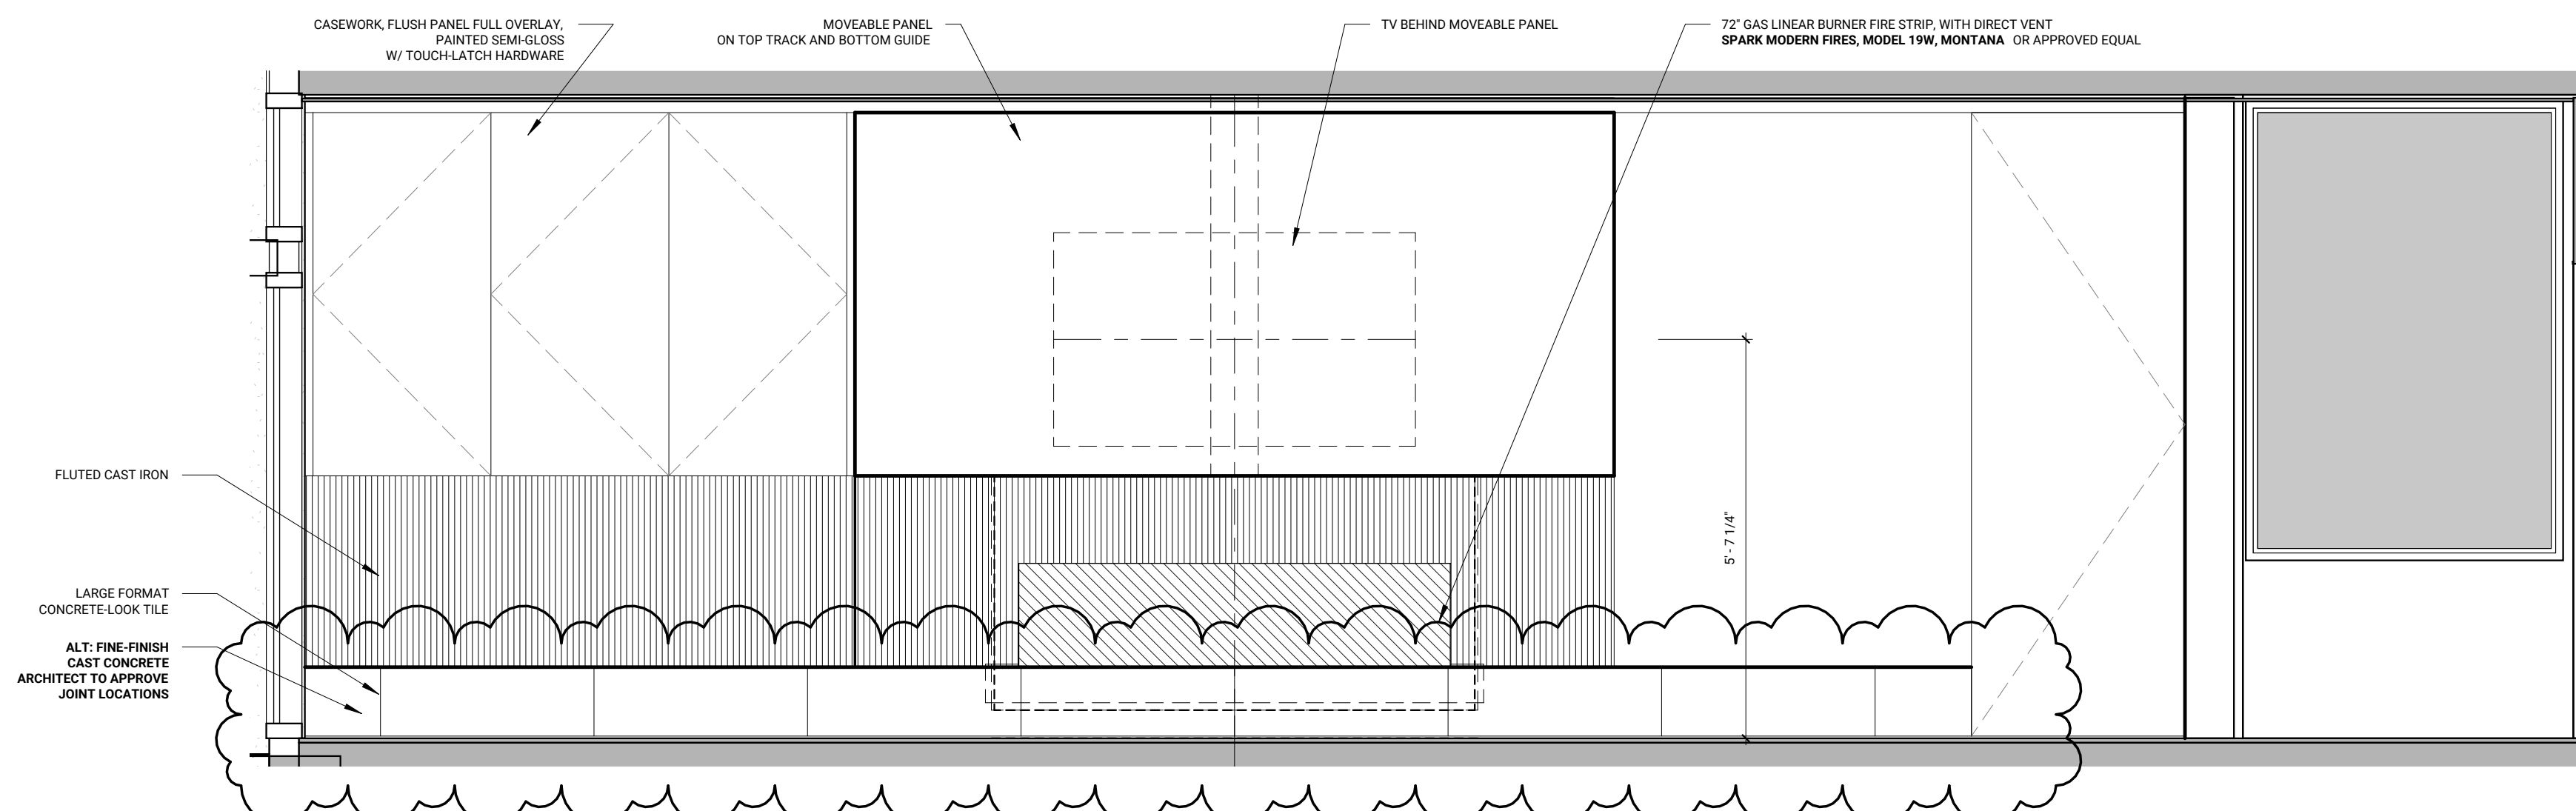 CASEWORK, FLUSH PANEL FULL OVERLAY,
PAINTED SEMI-GLOSS
W/ TOUCH-LATCH HARDWARE
MOVEABLE PANEL
ON TOP TRACK AND BOTTOM GUIDE
TV BEHIND MOVEABLE PANEL
72" GAS LINEAR BURNER FIRE STRIP, WITH DIRECT VENT
SPARK MODERN FIRES, MODEL 19W, MONTANA OR APPROVED EQUAL
FLUTED CAST IRON
LARGE FORMAT
CONCRETE-LOOK TILE
ALT: FINE-FINISH
CAST CONCRETE
ARCHITECT TO APPROVE
JOINT LOCATIONS
5' - 7 1/4"